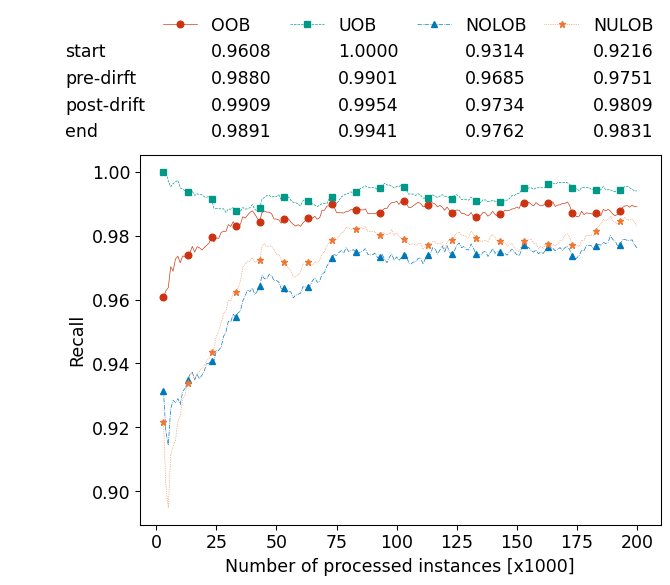 OOB UOB NOLOB NULOB
start 0.9608 1.0000 0.9314 0.9216
pre-dirft 0.9880 0.9901 0.9685 0.9751
post-drift 0.9909 0.9954 0.9734 0.9809
end 0.9891 0.9941 0.9762 0.9831
1.00
0.98
0.96
0.94
0.92
0.90
Recall
0 25 50 75 100 125 150 175 200
Number of processed instances [x1000]